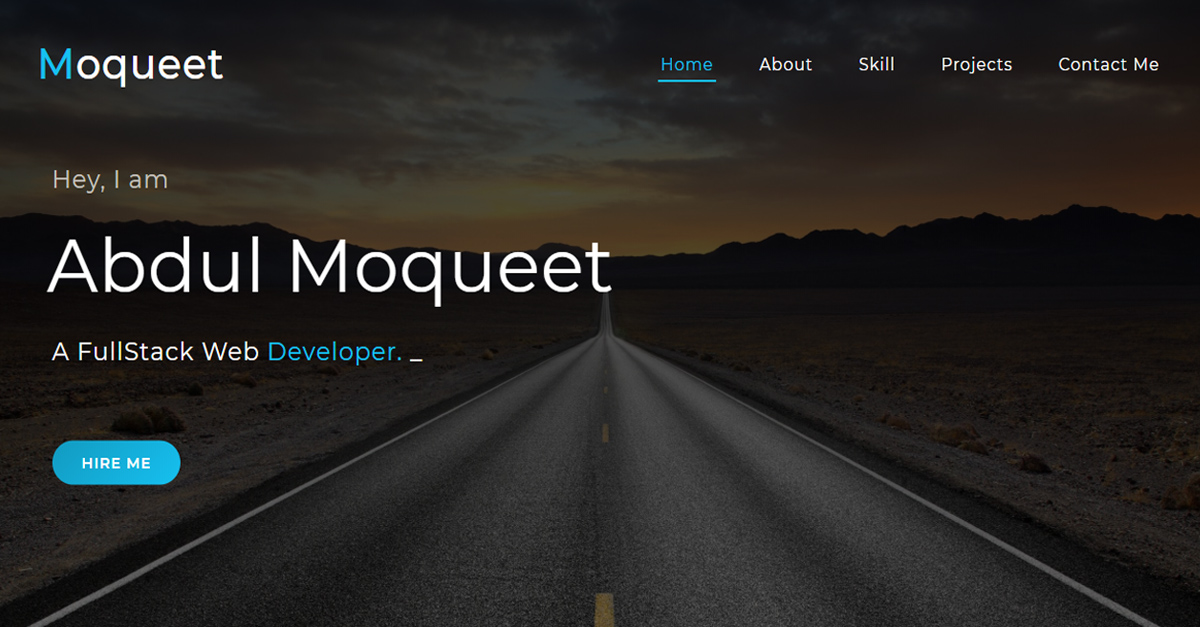 Moqueet
Home About Skill Projects Contact Me
Hey, I am
Abdul Moqueet
A FullStack Web Developer. _
HIRE ME